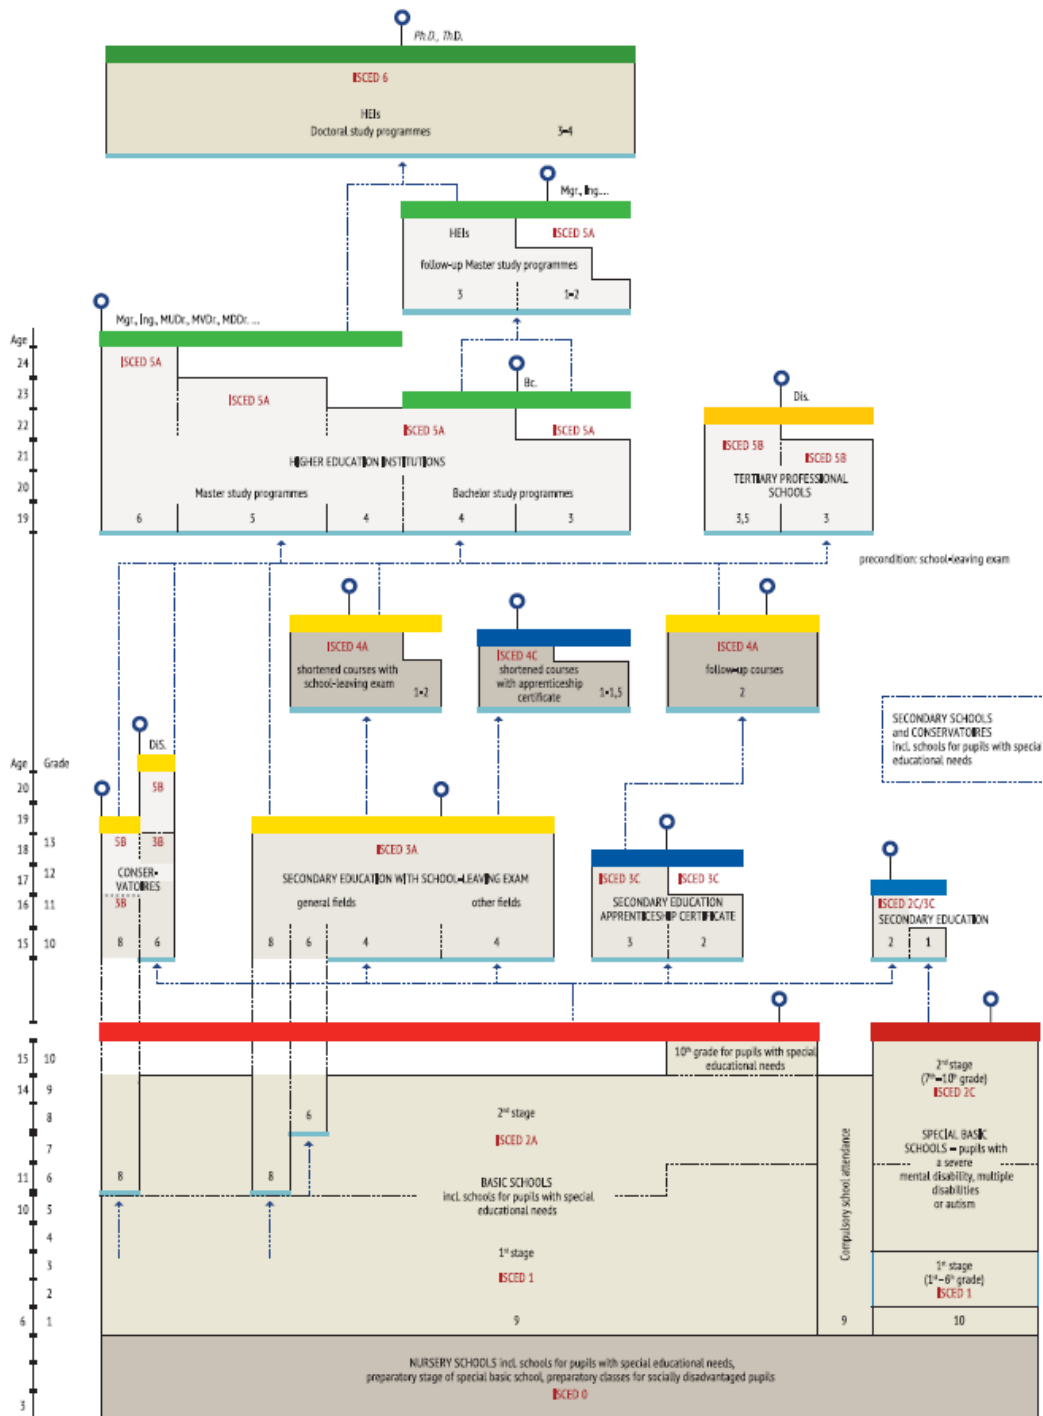 Ph.D., Th.D.
ISCED 6
HEIs
Doctoral study programmes
3-4
Mgr., Ing....
HEIs
ISCED 5A
follow-up Master study programmes
3
1-2
Mgr., Ing., MUDr., MVDr., MDDr. ...
Age
24
23
22
21
20
19
ISCED 5A
ISCED 5A
Bc.
ISCED 5A
ISCED 5A
HIGHER EDUCATION INSTITUTIONS
Master study programmes
Bachelor study programmes
6
5
4
4
3
Dis.
ISCED 5B
ISCED 5B
TERTIARY PROFESSIONAL
SCHOOLS
3,5
3
precondition: school-leaving exam
ISCED 4A
shortened courses with
school-leaving exam
1-2
ISCED 4C
shortened courses
with apprenticeship
certificate
1-1,5
ISCED 4A
follow-up courses
2
SECONDARY SCHOOLS
and CONSERVATOIRES
incl. schools for pupils with special
educational needs
Age Grade
20
19
18 13
17 12
16 11
15 10
DiS.
5B
5B
3B
CONSER-
VATOIRES
3B
8
6
ISCED 3A
SECONDARY EDUCATION WITH SCHOOL-LEAVING EXAM
general fields
other fields
8
6
4
4
ISCED 3C
ISCED 3C
SECONDARY EDUCATION
APPRENTICESHIP CERTIFICATE
3
2
ISCED 2C/3C
SECONDARY EDUCATION
2
1
15 10
14 9
8
7
11 6
10 5
4
3
2
6 1
3
10th grade for pupils with special
educational needs
2nd stage
ISCED 2A
6
8
8
BASIC SCHOOLS
incl. schools for pupils with special
educational needs
1st stage
ISCED 1
9
Compulsory school attendance
9
2nd stage
(7th-10th grade)
ISCED 2C
SPECIAL BASIC
SCHOOLS - pupils with
a severe
mental disability, multiple
disabilities
or autism
1st stage
(1st-6th grade)
ISCED 1
10
NURSERY SCHOOLS incl. schools for pupils with special educational needs,
preparatory stage of special basic school, preparatory classes for socially disadvantaged pupils
ISCED 0